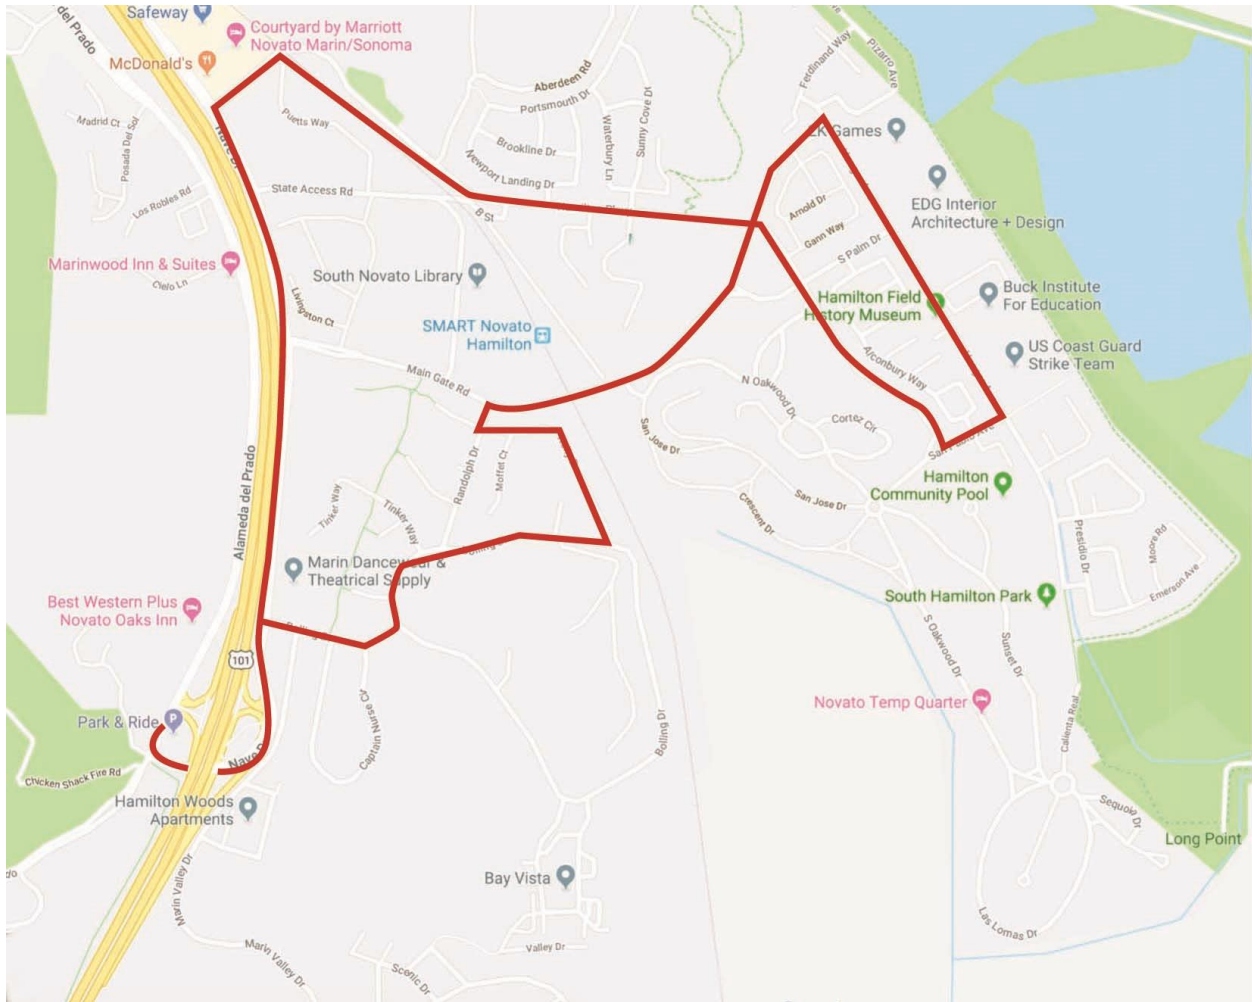 Safeway
del Prado
Courtyard by Marriott
Novato Marin/Sonoma
McDonald's
Ferdinand Way
Pizarro Ave
Aberdeen Rd
Portsmouth Dr
Puetts Way
Madrid Ct
Posada Del Sol
Waterbury Ln
Sunny Cove Dr
Brookline Dr
Newport Landing Dr
2K Games
EDG Interior
Architecture + Design
State Access Rd
Los Robles Rd
B St
Arnold Dr
Gann Way
S Palm Dr
Marinwood Inn & Suites
Cielo Ln
South Novato Library
Livingston Ct
SMART Novato
Hamilton
Hamilton Field
History Museum
Buck Institute
For Education
US Coast Guard
Strike Team
Main Gate Rd
N Oakwood Dr
Alconbury Way
Cortez Cir
San Jose Dr
Randolph Dr
Moffet Ct
Alameda del Prado
Tinker Way
Tinker Way
Hamilton
Community Pool
San Jose Dr
Crescent Dr
Presidio Dr
Moore Rd
Emerson Ave
Marin Dancewear &
Theatrical Supply
Best Western Plus
Novato Oaks Inn
South Hamilton Park
S Oakwood Dr
Sunset Dr
101
Park & Ride
Captain Nurse Cir
Bolling Dr
Novato Temp Quarter
Calienta Real
Chicken Shack Fire Rd
Hamilton Woods
Apartments
Sequoia Dr
Long Point
Bay Vista
Marin Valley Dr
Las Lomas Dr
Valley Dr
Marin Valley Dr
Scenic Dr